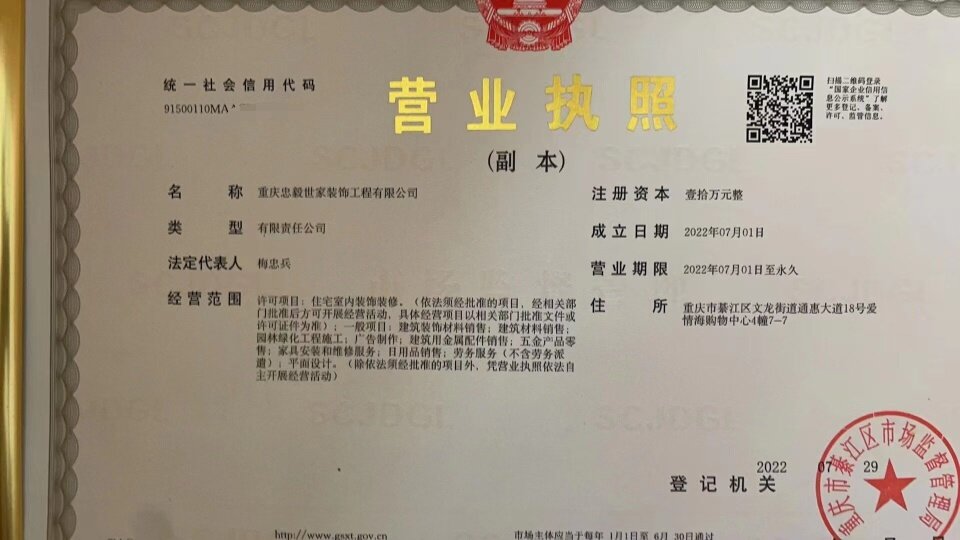 统一社会信用代码
91500110MA
营业执照
(副 本)
扫描二维码登录
“国家企业信用信
息公示系统”了解
更多登记、备案、
许可、监管信息。
名 称 重庆忠毅世家装饰工程有限公司
类 型 有限责任公司
法定代表人 梅忠兵
经营范围 许可项目：住宅室内装饰装修。（依法须经批准的项目，经相关部
门批准后方可开展经营活动，具体经营项目以相关部门批准文件或
许可证件为准）；一般项目：建筑装饰材料销售；建筑材料销售；
园林绿化工程施工；广告制作；建筑用金属配件销售；五金产品零
售；家具安装和维修服务；日用品销售；劳务服务（不含劳务派
遣）；平面设计。（除依法须经批准的项目外，凭营业执照依法自
主开展经营活动）
注册资本 壹拾万元整
成立日期 2022年07月01日
营业期限 2022年07月01日至永久
住 所 重庆市綦江区文龙街道通惠大道18号爱
情海购物中心4幢7-7
登记机关
2022 07 29
重庆市綦江区市场监督管理局
http://www.gsxt.gov.cn
市场主体应当于每年 1月1日至 6月30日通过